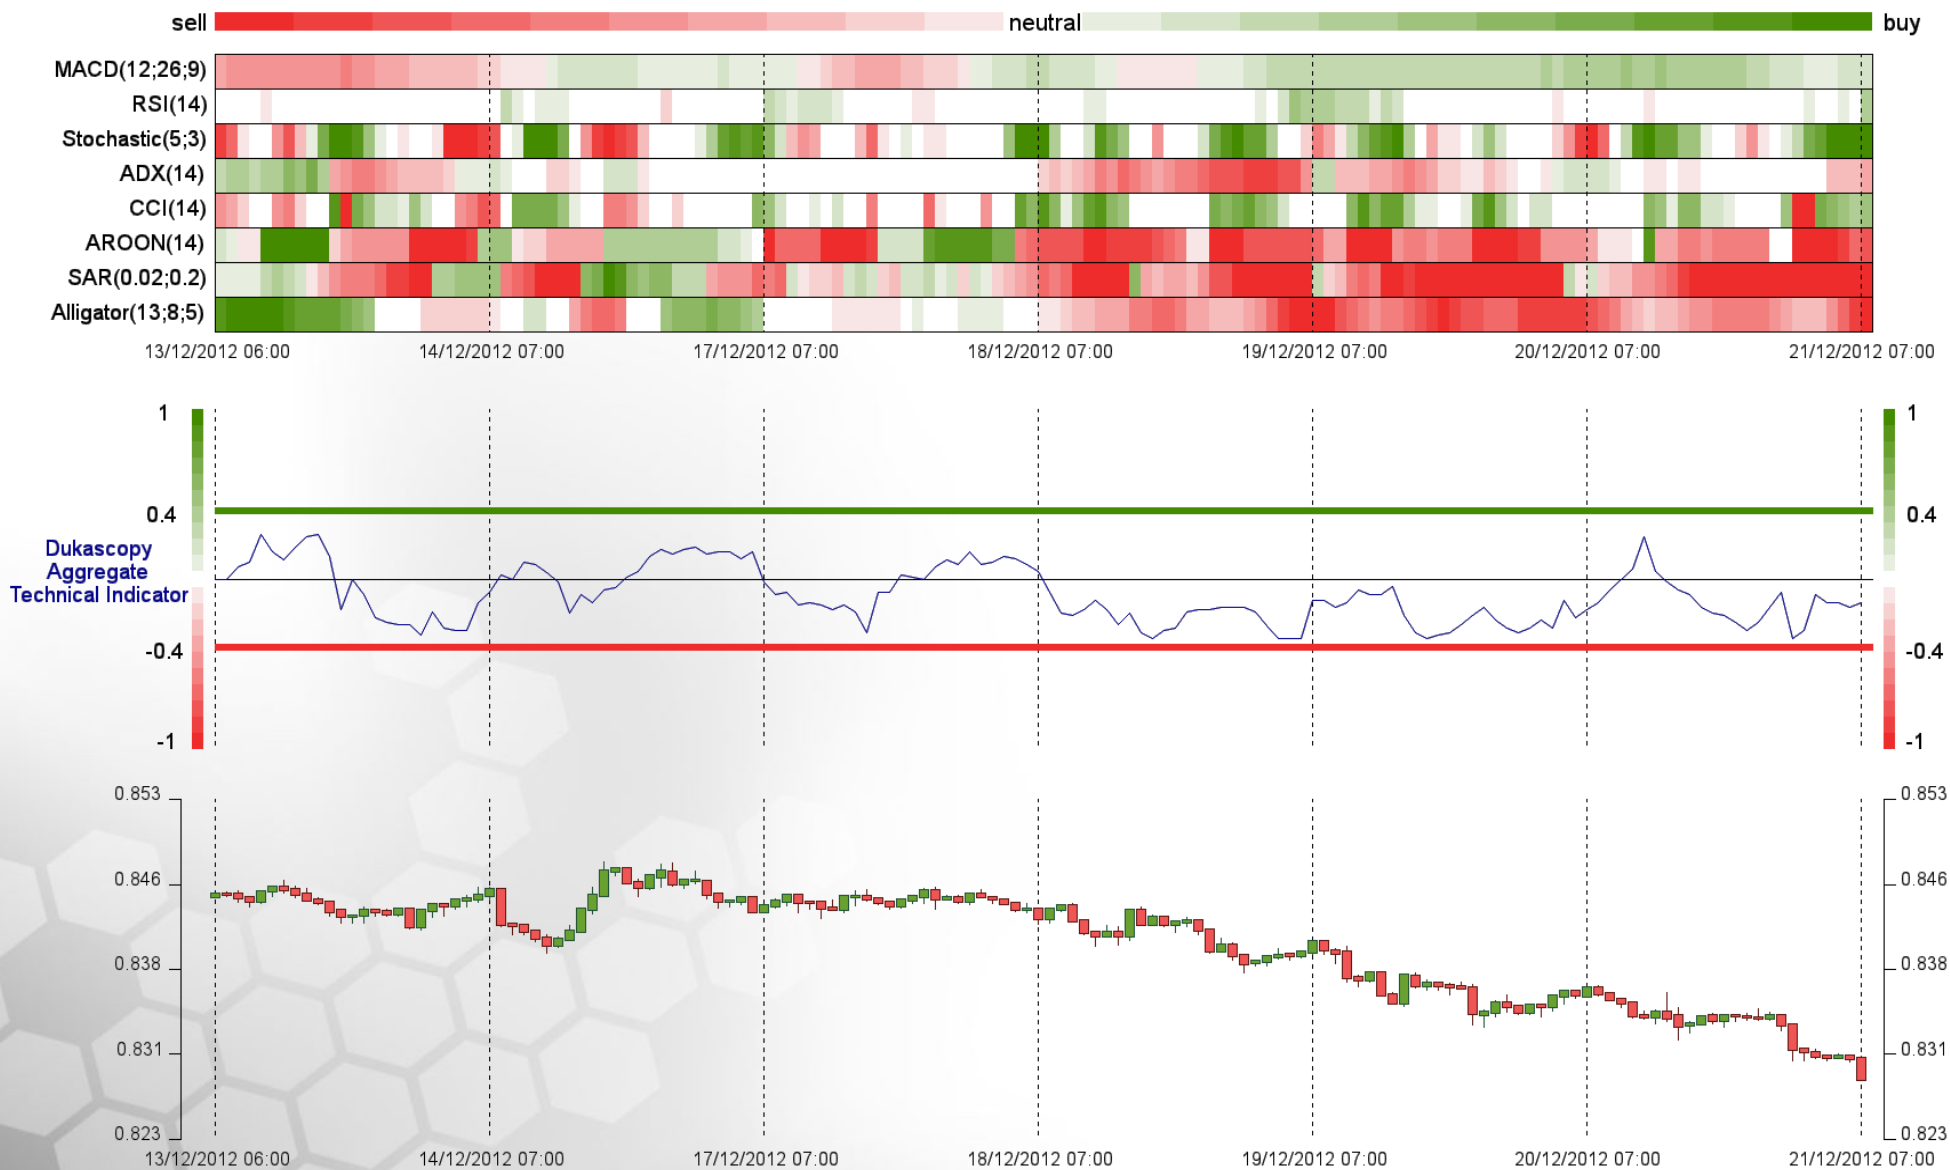 sell neutral buy
MACD(12;26;9)
RSI(14)
Stochastic(5;3)
ADX(14)
CCI(14)
AROON(14)
SAR(0.02;0.2)
Alligator(13;8;5)
13/12/2012 06:00 14/12/2012 07:00 17/12/2012 07:00 18/12/2012 07:00 19/12/2012 07:00 20/12/2012 07:00 21/12/2012 07:00
1 1
0.4 0.4
Dukascopy
Aggregate
Technical Indicator
-0.4 -0.4
-1 -1
0.853 0.853
0.846 0.846
0.838 0.838
0.831 0.831
0.823 0.823
13/12/2012 06:00 14/12/2012 07:00 17/12/2012 07:00 18/12/2012 07:00 19/12/2012 07:00 20/12/2012 07:00 21/12/2012 07:00